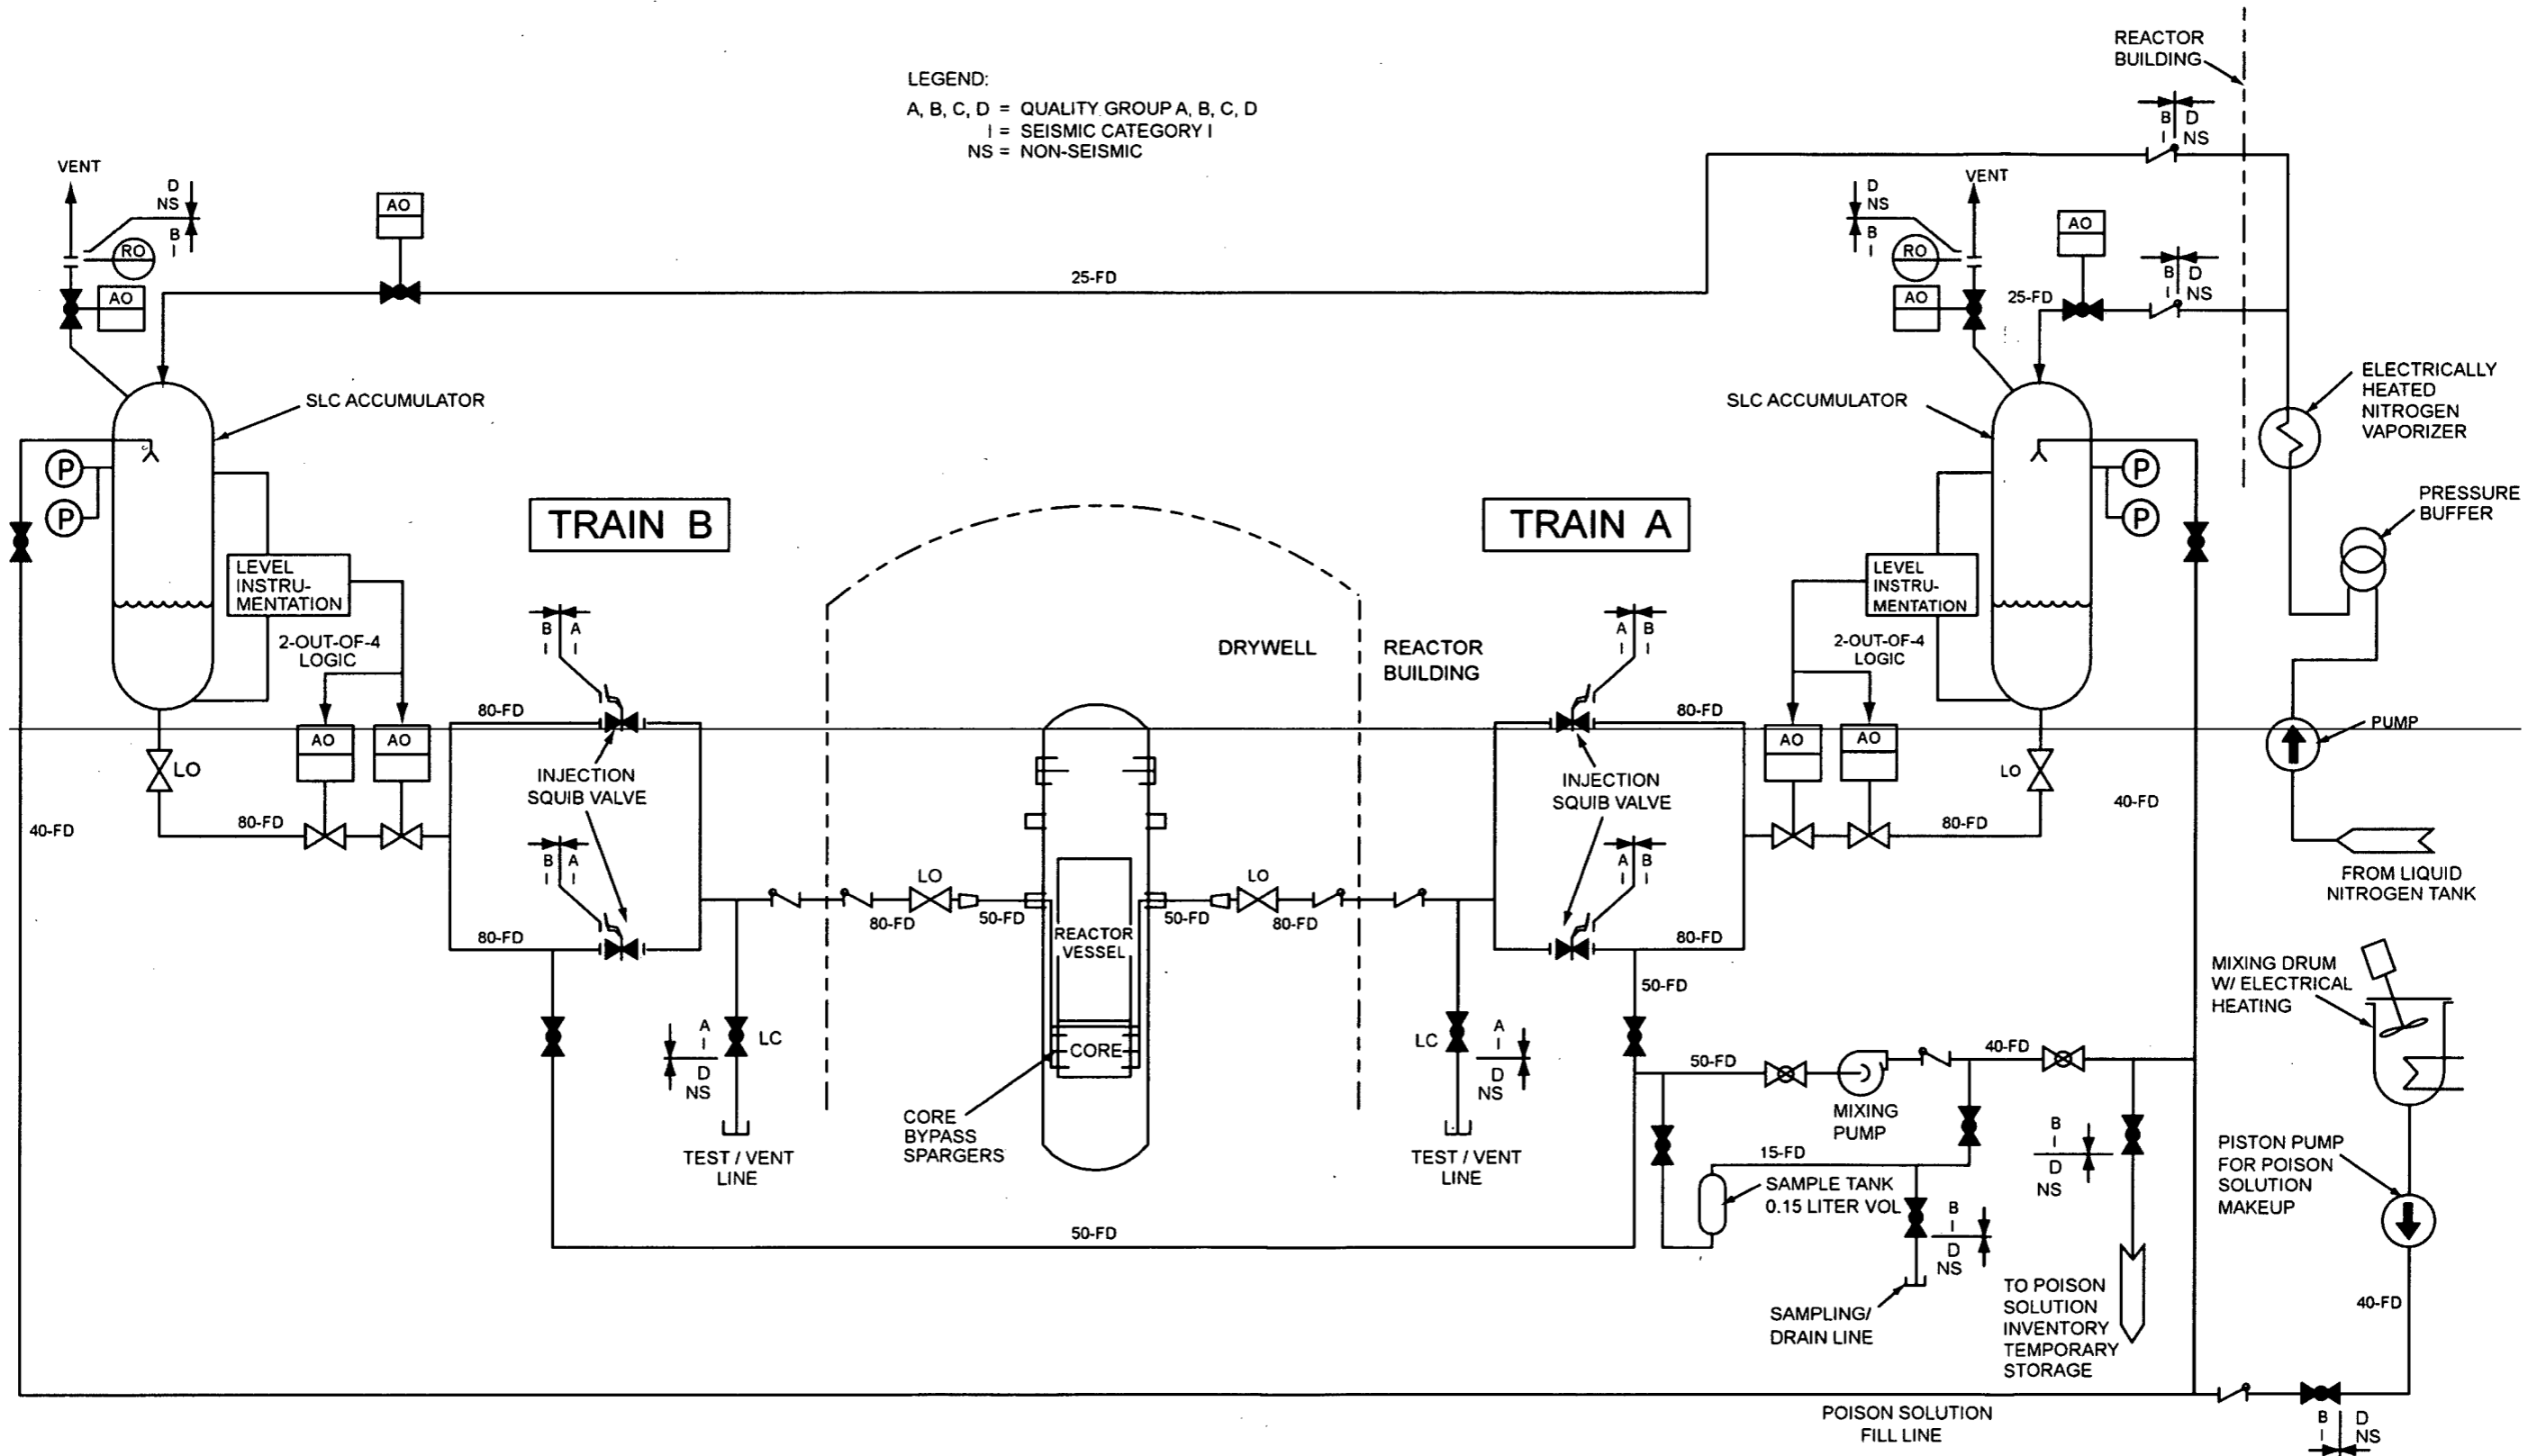 LEGEND:
A, B, C, D = QUALITY GROUP A, B, C, D
I = SEISMIC CATEGORY I
NS = NON-SEISMIC
REACTOR
BUILDING
B D
I NS
VENT
D
NS
B
I
RO
AO
AO
25-FD
D
NS
B
I
VENT
RO
AO
AO
25-FD
B D
I NS
SLC ACCUMULATOR
SLC ACCUMULATOR
ELECTRICALLY
HEATED
NITROGEN
VAPORIZER
P
P
P
P
PRESSURE
BUFFER
TRAIN B
TRAIN A
LEVEL
INSTRU-
MENTATION
LEVEL
INSTRU-
MENTATION
2-OUT-OF-4
LOGIC
2-OUT-OF-4
LOGIC
B A
I I
A B
I I
DRYWELL
REACTOR
BUILDING
80-FD
80-FD
AO
AO
AO
AO
PUMP
LO
LO
INJECTION
SQUIB VALVE
INJECTION
SQUIB VALVE
40-FD
80-FD
80-FD
40-FD
B A
I I
A B
I I
FROM LIQUID
NITROGEN TANK
LO
LO
80-FD
50-FD
50-FD
80-FD
REACTOR
VESSEL
80-FD
80-FD
50-FD
MIXING DRUM
W/ ELECTRICAL
HEATING
A
I
D
NS
LC
CORE
LC
A
I
D
NS
50-FD
40-FD
MIXING
PUMP
CORE
BYPASS
SPARGERS
TEST / VENT
LINE
TEST / VENT
LINE
15-FD
SAMPLE TANK
0.15 LITER VOL
B
I
D
NS
B
I
D
NS
PISTON PUMP
FOR POISON
SOLUTION
MAKEUP
50-FD
SAMPLING/
DRAIN LINE
TO POISON
SOLUTION
INVENTORY
TEMPORARY
STORAGE
40-FD
POISON SOLUTION
FILL LINE
B D
I NS